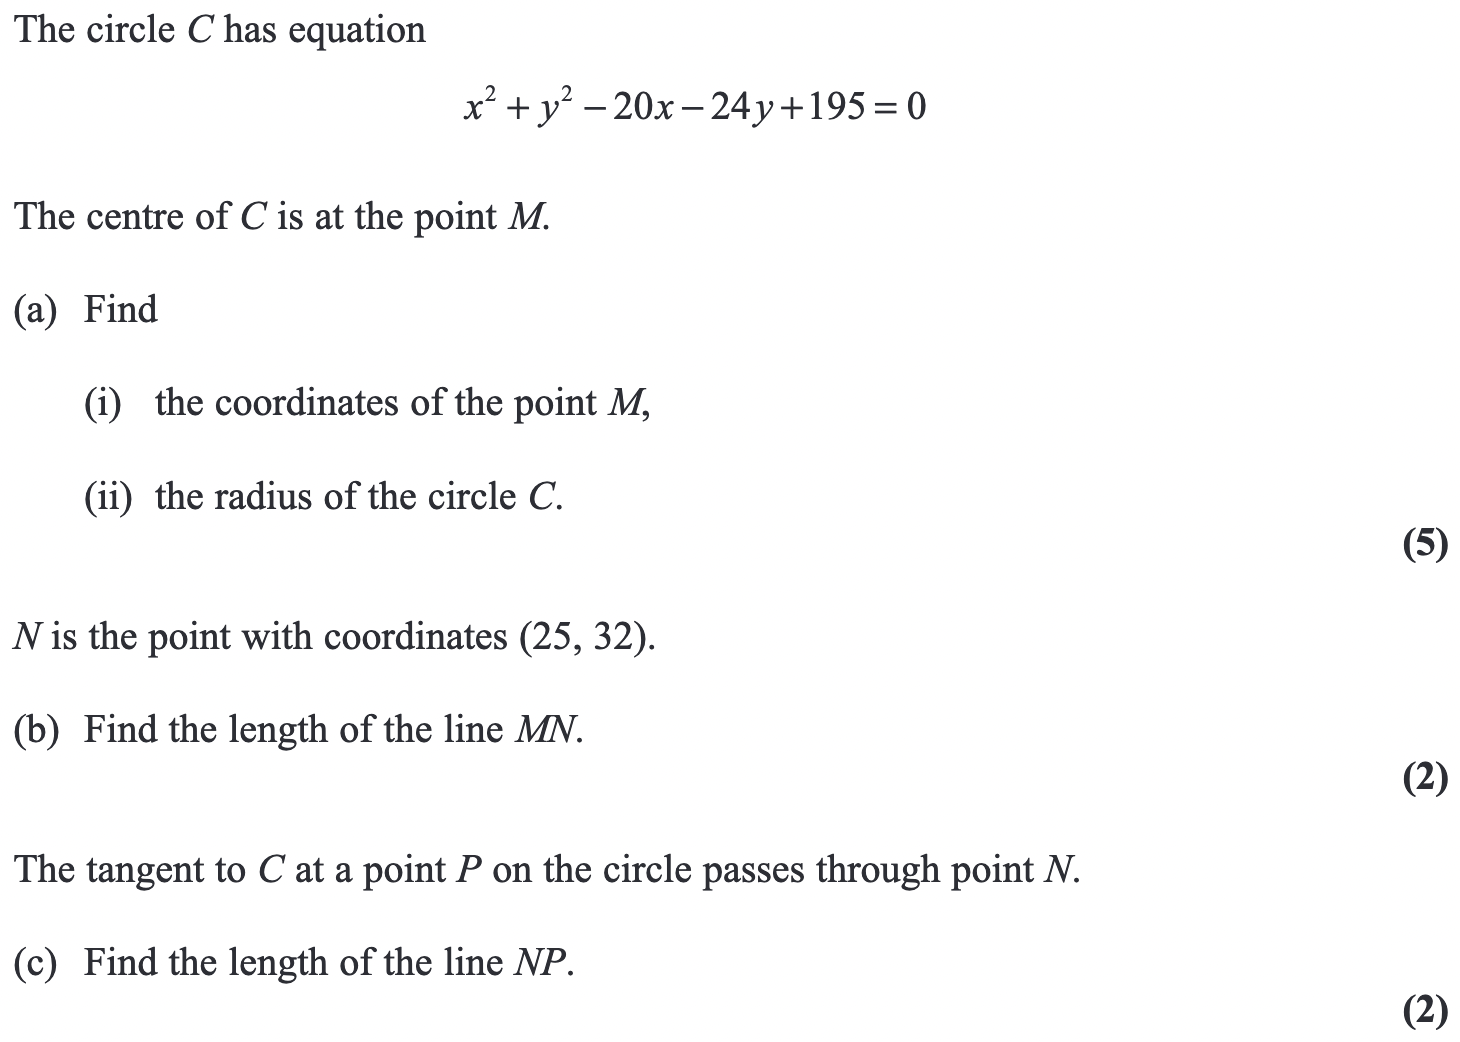 The circle C has equation
x² + y² – 20x – 24y + 195 = 0
The centre of C is at the point M.
(a) Find
(i) the coordinates of the point M,
(ii) the radius of the circle C.
(5)
N is the point with coordinates (25, 32).
(b) Find the length of the line MN.
(2)
The tangent to C at a point P on the circle passes through point N.
(c) Find the length of the line NP.
(2)